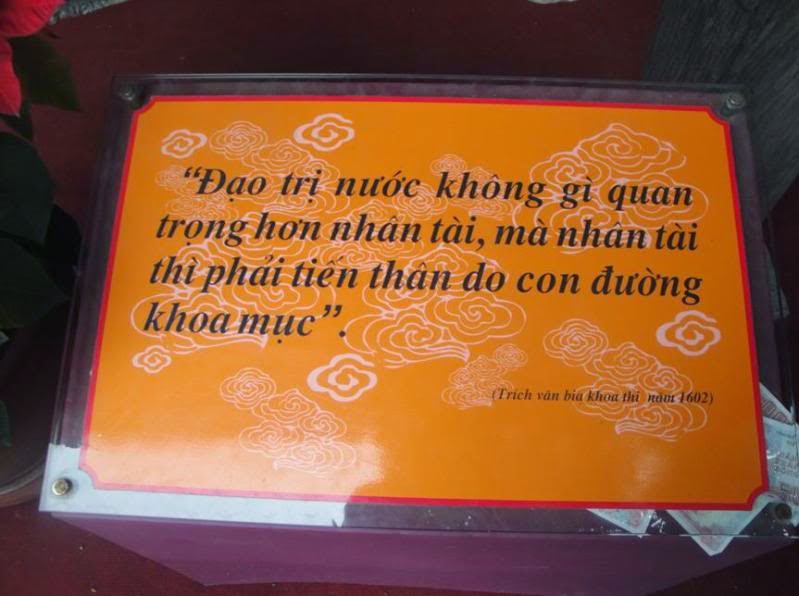 “Đạo trị nước không gì quan
trọng hơn nhân tài, mà nhân tài
thì phải tiến thân do con đường
khoa mục”.
(Trích văn bia khoa thi năm 1602)